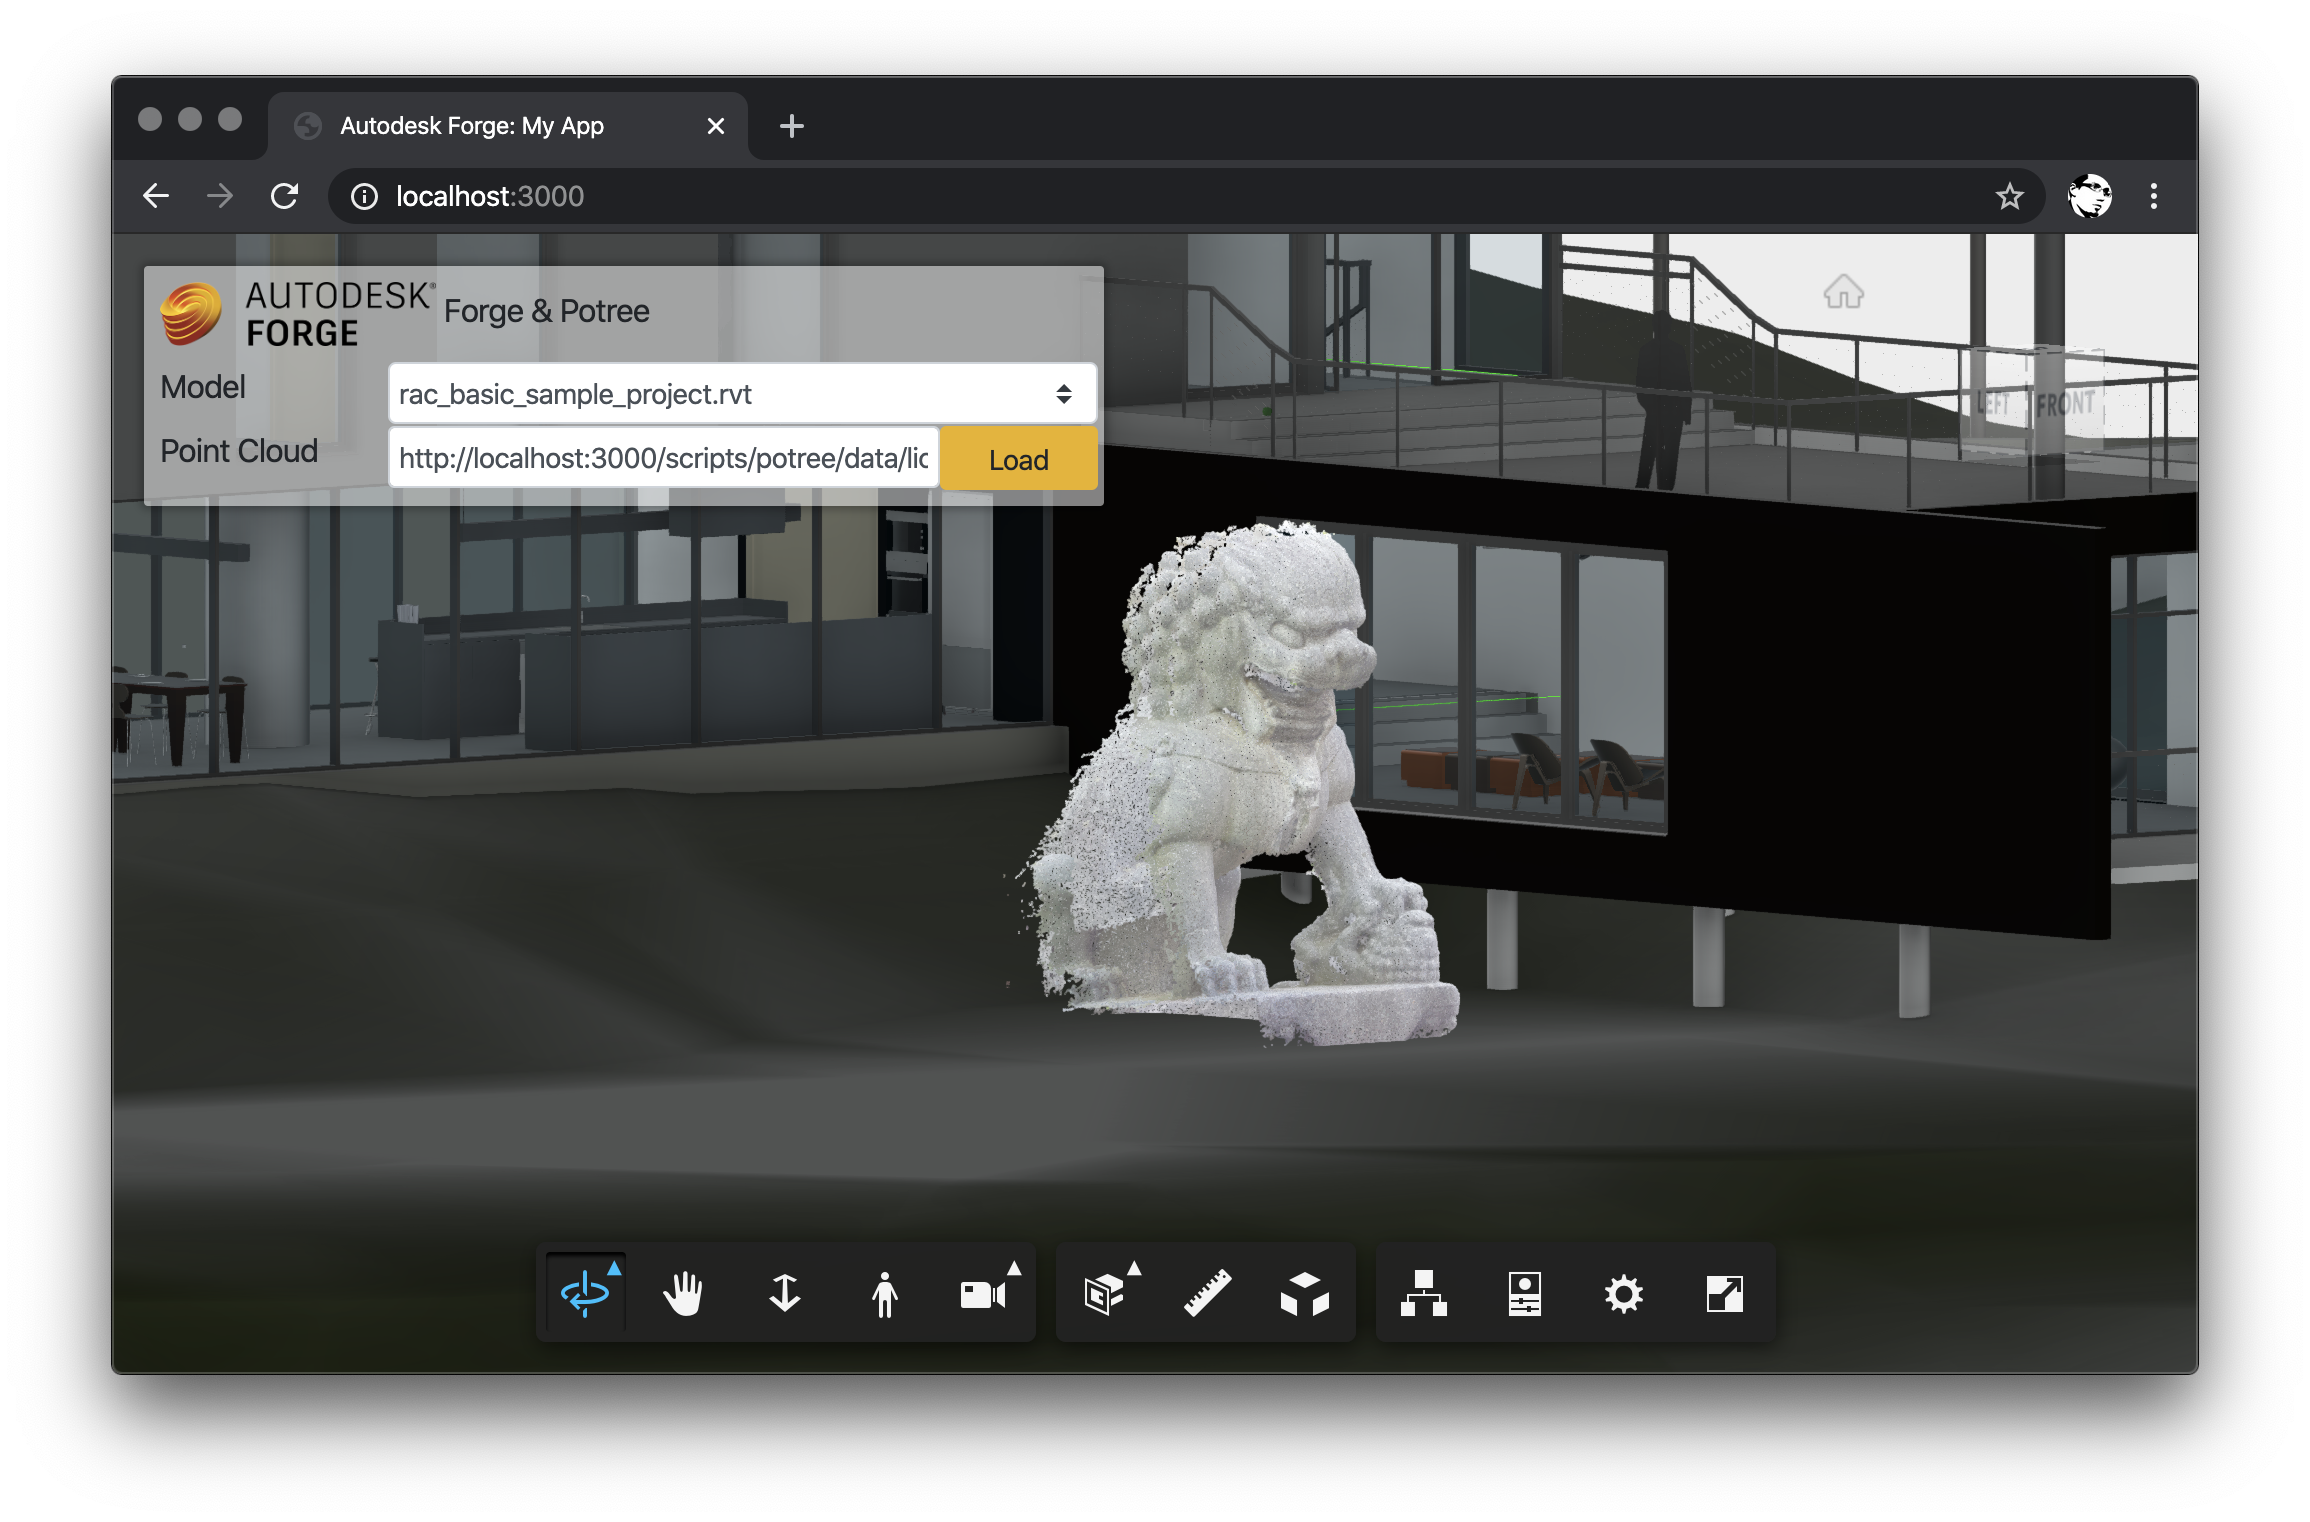 Autodesk Forge: My App
localhost:3000
AUTODESK®
FORGE
Forge & Potree
Model
rac_basic_sample_project.rvt
Point Cloud
http://localhost:3000/scripts/potree/data/lic
Load
LEFT
FRONT